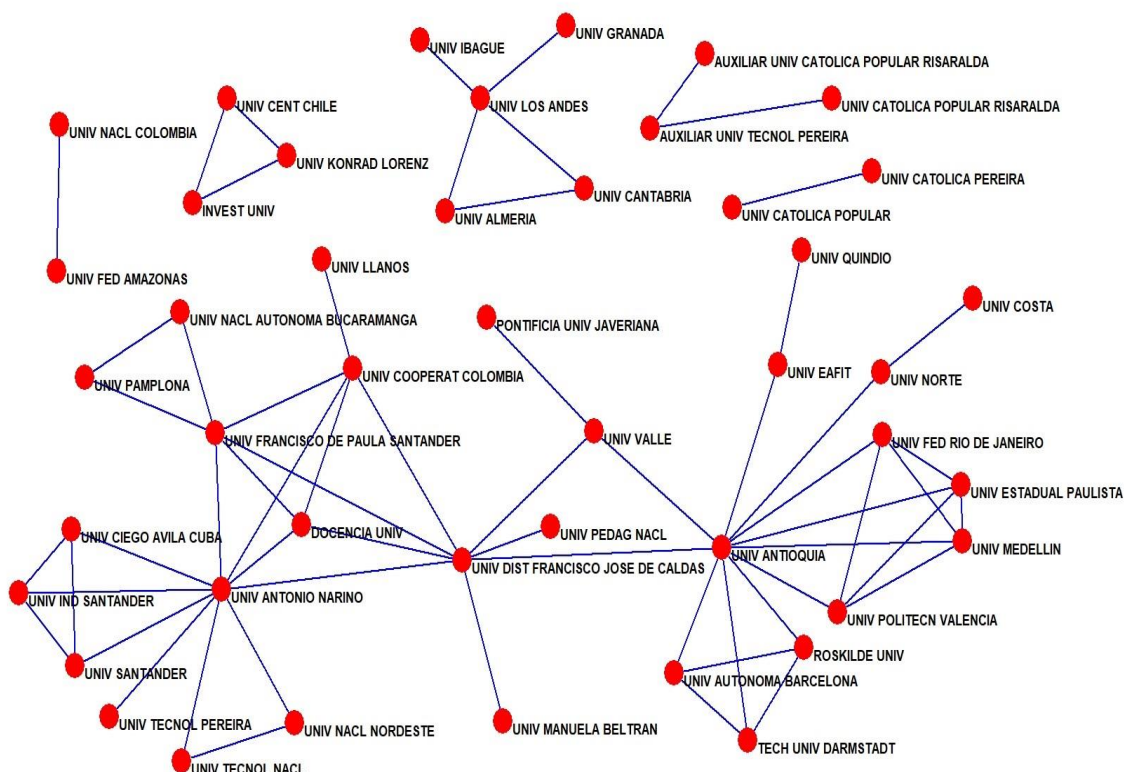 UNIV IBAGUE
UNIV GRANADA
AUXILIAR UNIV CATOLICA POPULAR RISARALDA
UNIV CENT CHILE
UNIV LOS ANDES
UNIV CATOLICA POPULAR RISARALDA
UNIV NACL COLOMBIA
AUXILIAR UNIV TECNOL PEREIRA
UNIV KONRAD LORENZ
UNIV CATOLICA PEREIRA
UNIV CANTABRIA
INVEST UNIV
UNIV ALMERIA
UNIV CATOLICA POPULAR
UNIV QUINDIO
UNIV LLANOS
UNIV FED AMAZONAS
UNIV COSTA
UNIV NACL AUTONOMA BUCARAMANGA
PONTIFICIA UNIV JAVERIANA
UNIV EAFIT
UNIV NORTE
UNIV COOPERAT COLOMBIA
UNIV PAMPLONA
UNIV FRANCISCO DE PAULA SANTANDER
UNIV VALLE
UNIV FED RIO DE JANEIRO
UNIV ESTADUAL PAULISTA
DOCENCIA UNIV
UNIV PEDAG NACL
UNIV CIEGO AVILA CUBA
UNIV MEDELLIN
UNIV ANTIOQUIA
UNIV DIST FRANCISCO JOSE DE CALDAS
UNIV ANTONIO NARINO
UNIV IND SANTANDER
UNIV POLITECN VALENCIA
ROSKILDE UNIV
UNIV SANTANDER
UNIV AUTONOMA BARCELONA
UNIV TECNOL PEREIRA
UNIV NACL NORDESTE
UNIV MANUELA BELTRAN
TECH UNIV DARMSTADT
UNIV TECNOL NACL